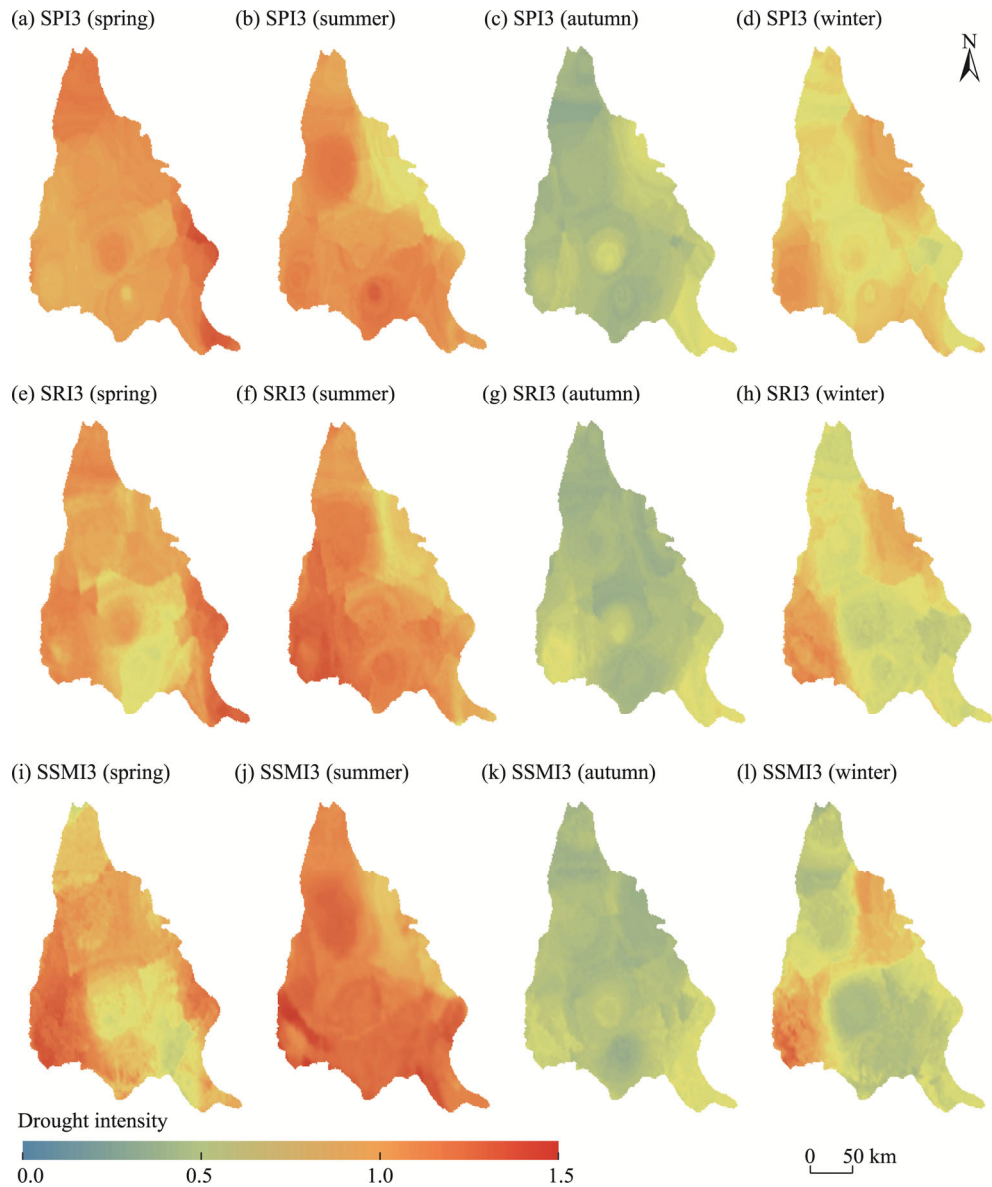 (a) SPI3 (spring)
(b) SPI3 (summer)
(c) SPI3 (autumn)
(d) SPI3 (winter)
N
(e) SRI3 (spring)
(f) SRI3 (summer)
(g) SRI3 (autumn)
(h) SRI3 (winter)
(i) SSMI3 (spring)
(j) SSMI3 (summer)
(k) SSMI3 (autumn)
(l) SSMI3 (winter)
Drought intensity
0.0 0.5 1.0 1.5
0 50 km